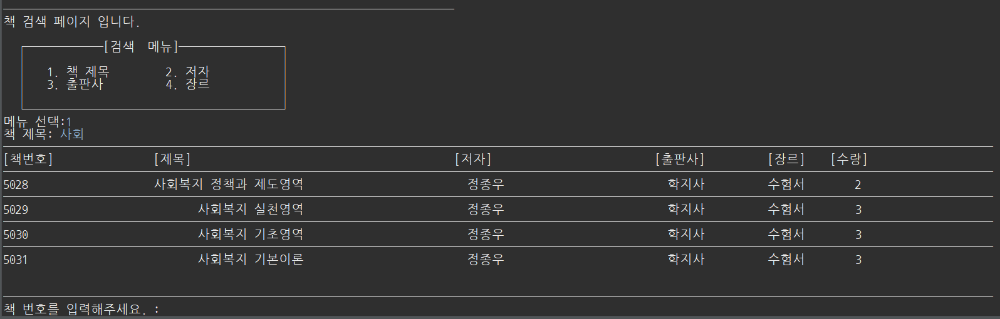 책 검색 페이지 입니다.
[검색 메뉴]
1. 책 제목 2. 저자
3. 출판사 4. 장르
메뉴 선택:1
책 제목: 사회
[책번호] [제목] [저자] [출판사] [장르] [수량]
5028 사회복지 정책과 제도영역 정종우 학지사 수험서 2
5029 사회복지 실천영역 정종우 학지사 수험서 3
5030 사회복지 기초영역 정종우 학지사 수험서 3
5031 사회복지 기본이론 정종우 학지사 수험서 3
책 번호를 입력해주세요. :